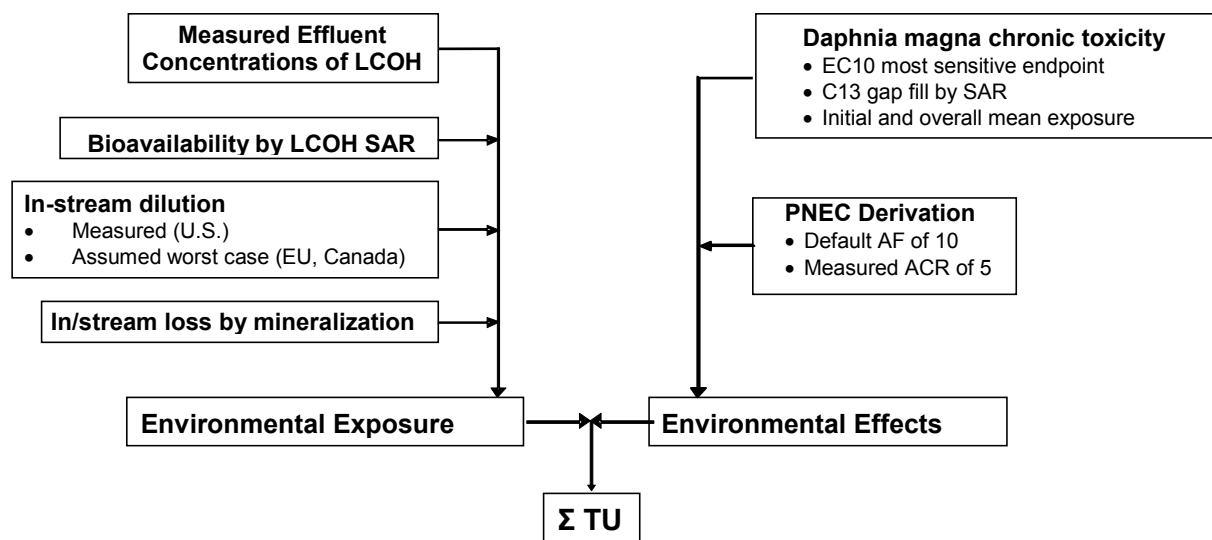 Measured Effluent
Concentrations of LCOH
Bioavailability by LCOH SAR
In-stream dilution
• Measured (U.S.)
• Assumed worst case (EU, Canada)
In/stream loss by mineralization
Environmental Exposure
Daphnia magna chronic toxicity
• EC10 most sensitive endpoint
• C13 gap fill by SAR
• Initial and overall mean exposure
PNEC Derivation
• Default AF of 10
• Measured ACR of 5
Environmental Effects
Σ TU